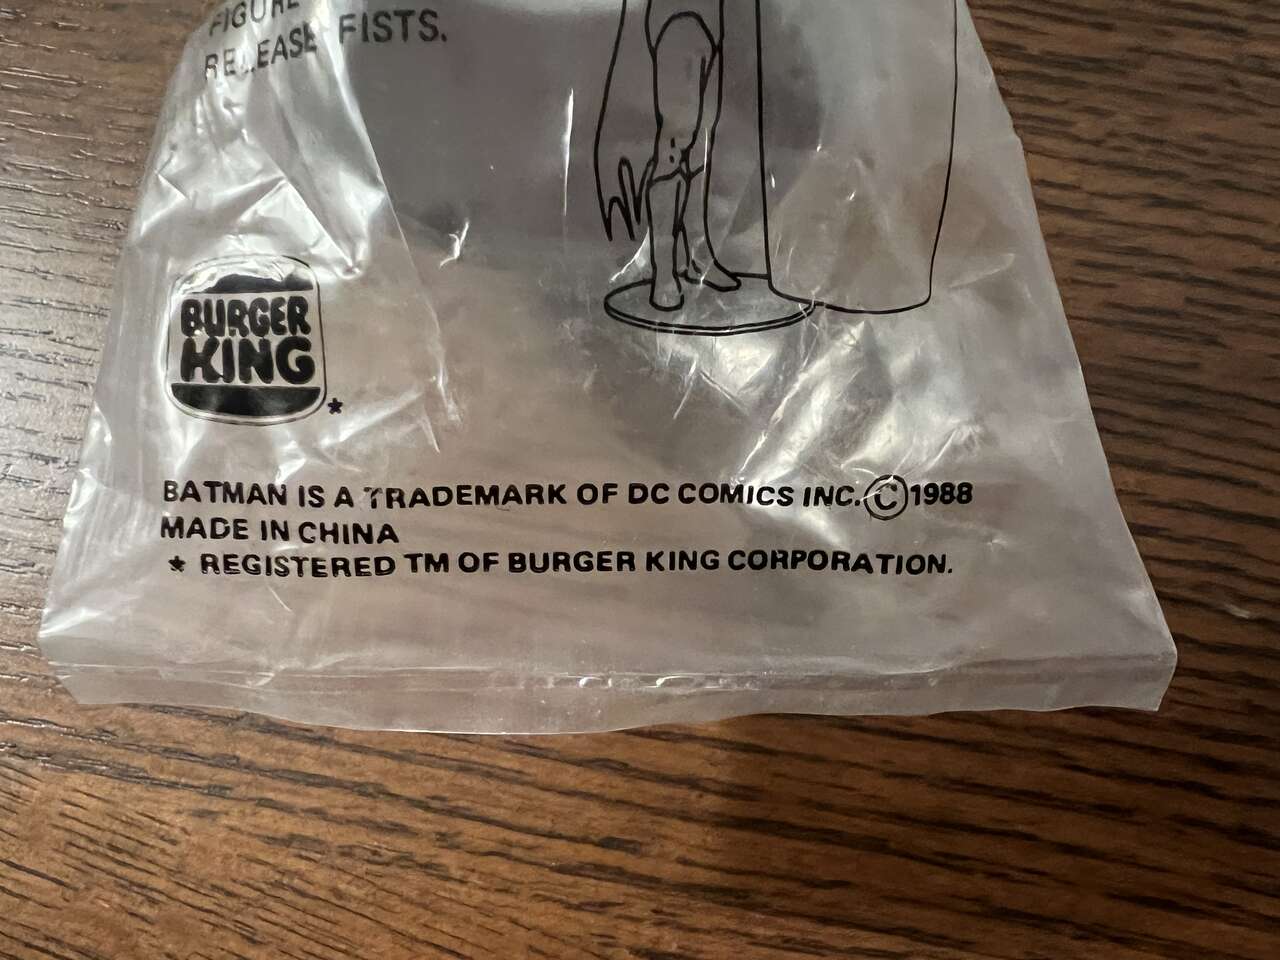 FIGURE
RELEASE FISTS.
BURGER
KING
*
BATMAN IS A TRADEMARK OF DC COMICS INC. © 1988
MADE IN CHINA
* REGISTERED TM OF BURGER KING CORPORATION.